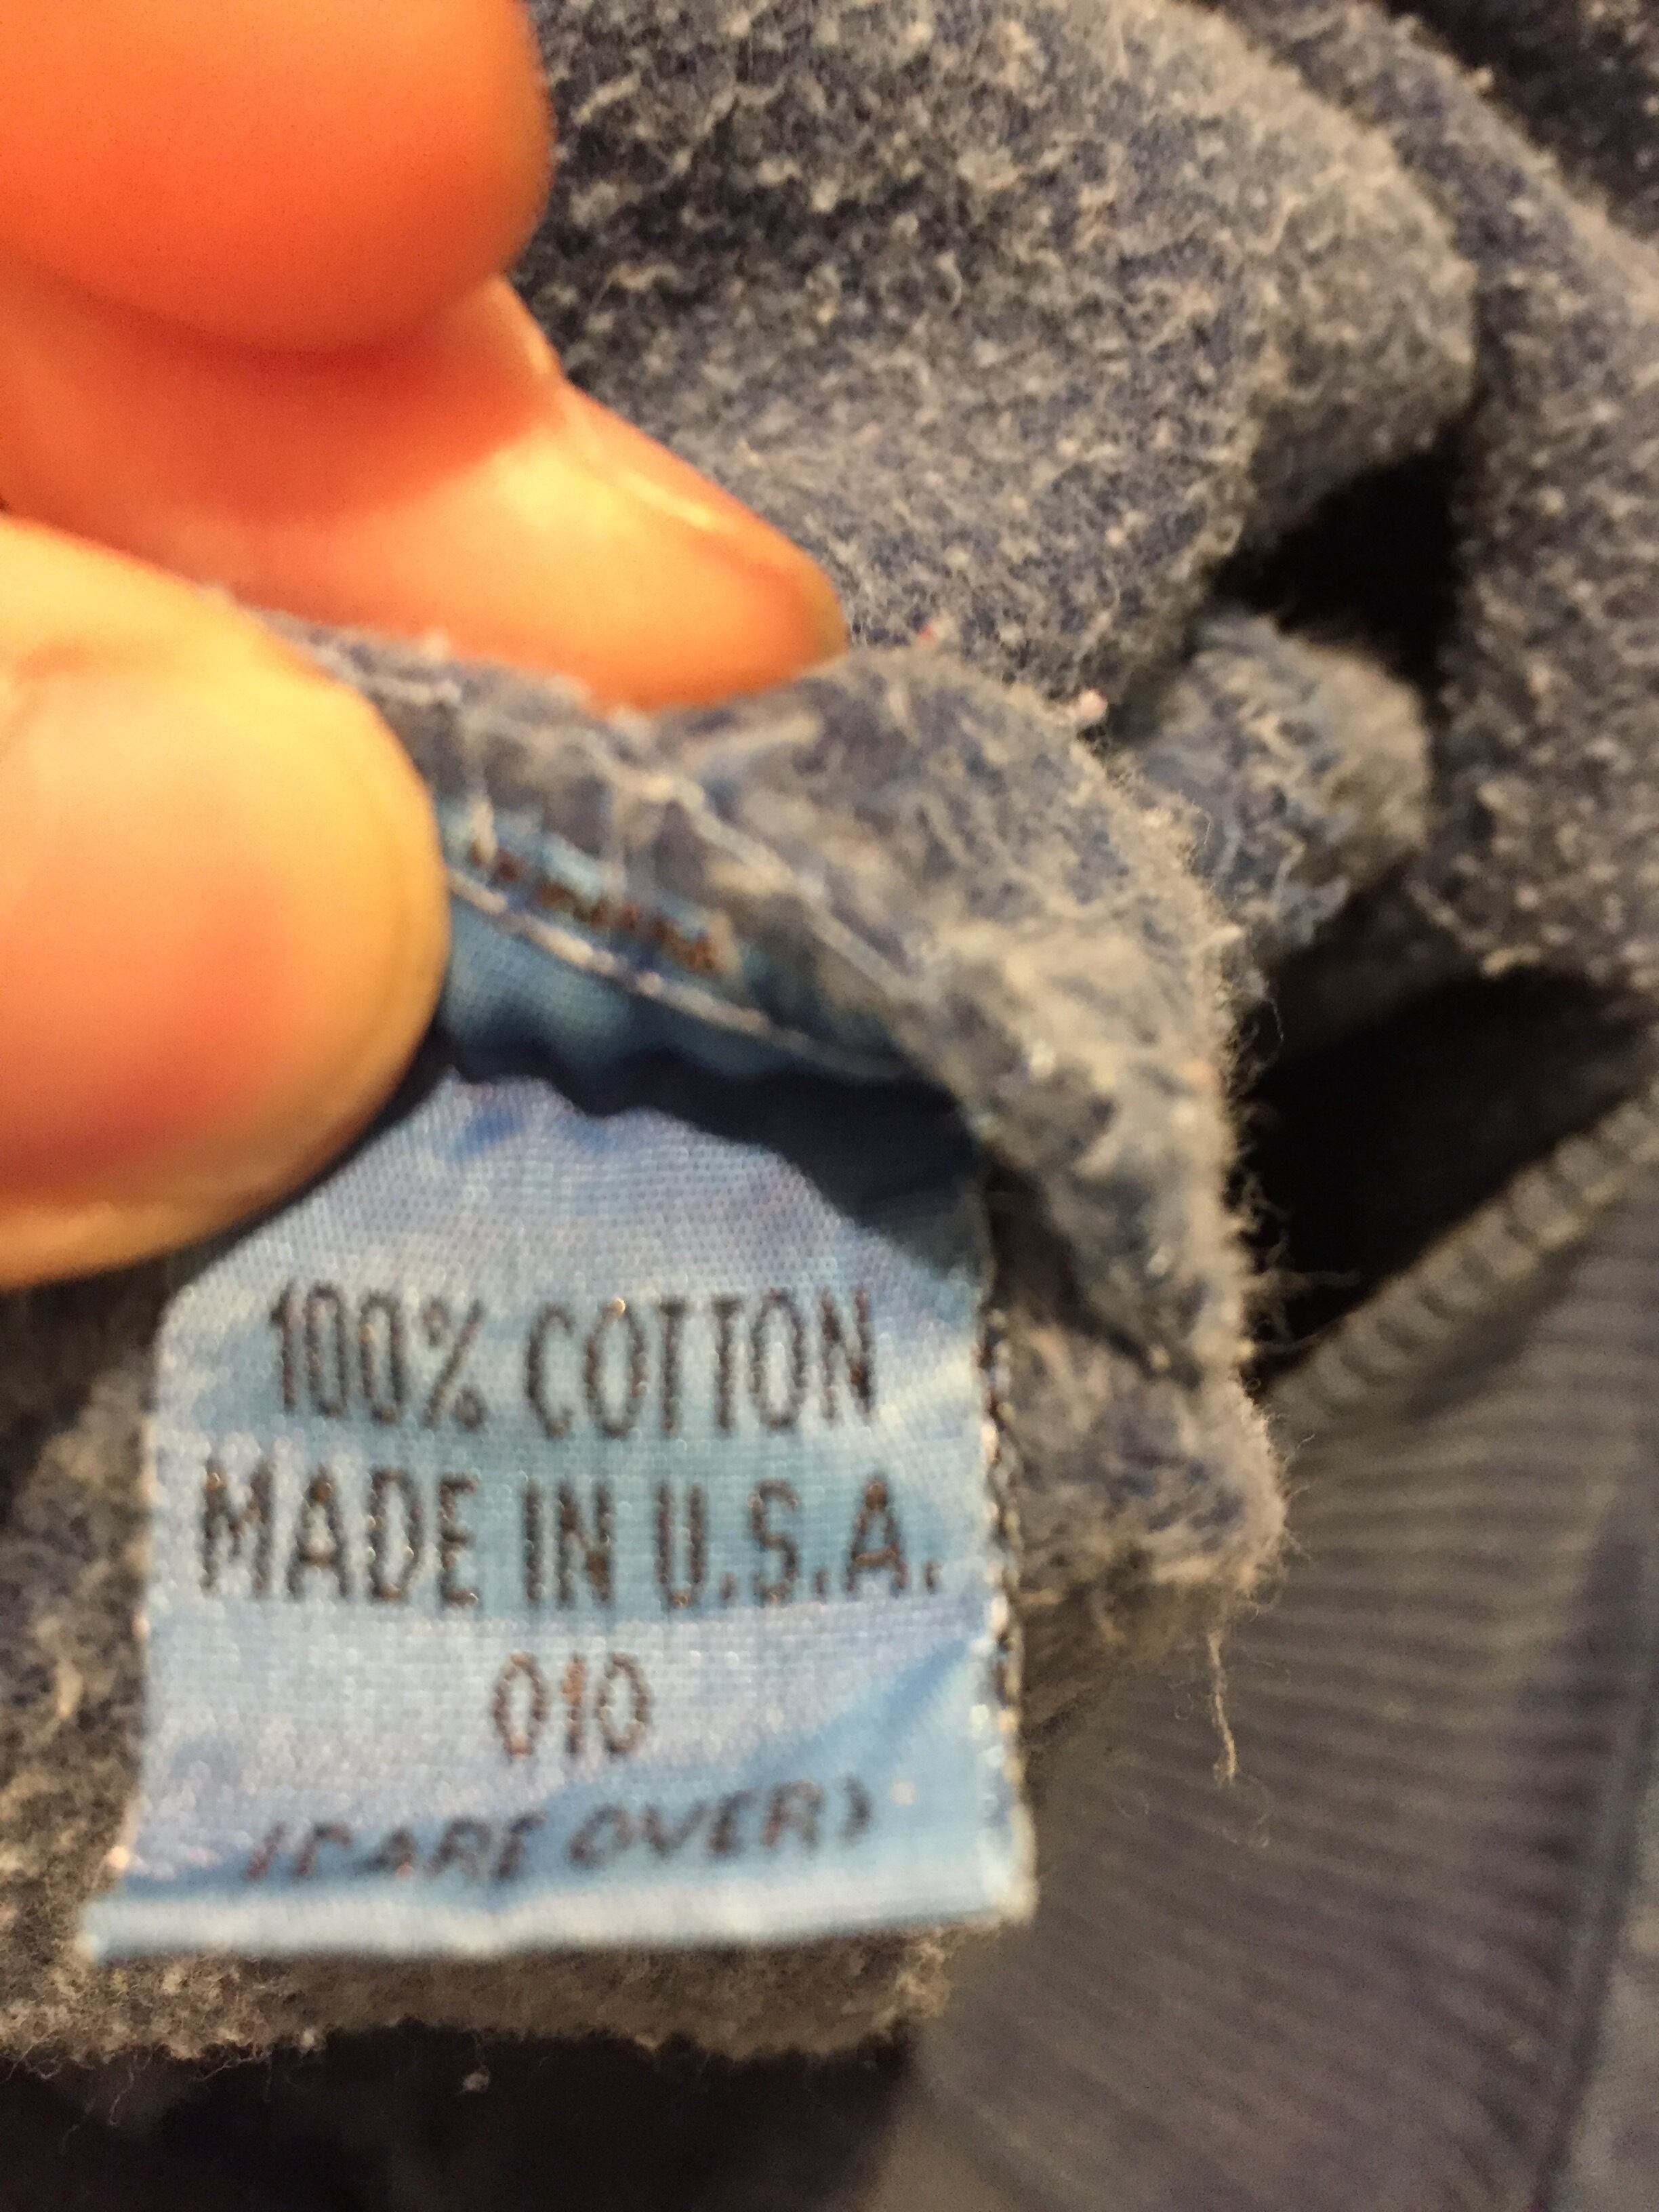 100% COTTON
MADE IN U.S.A.
010
(CARE OVER)